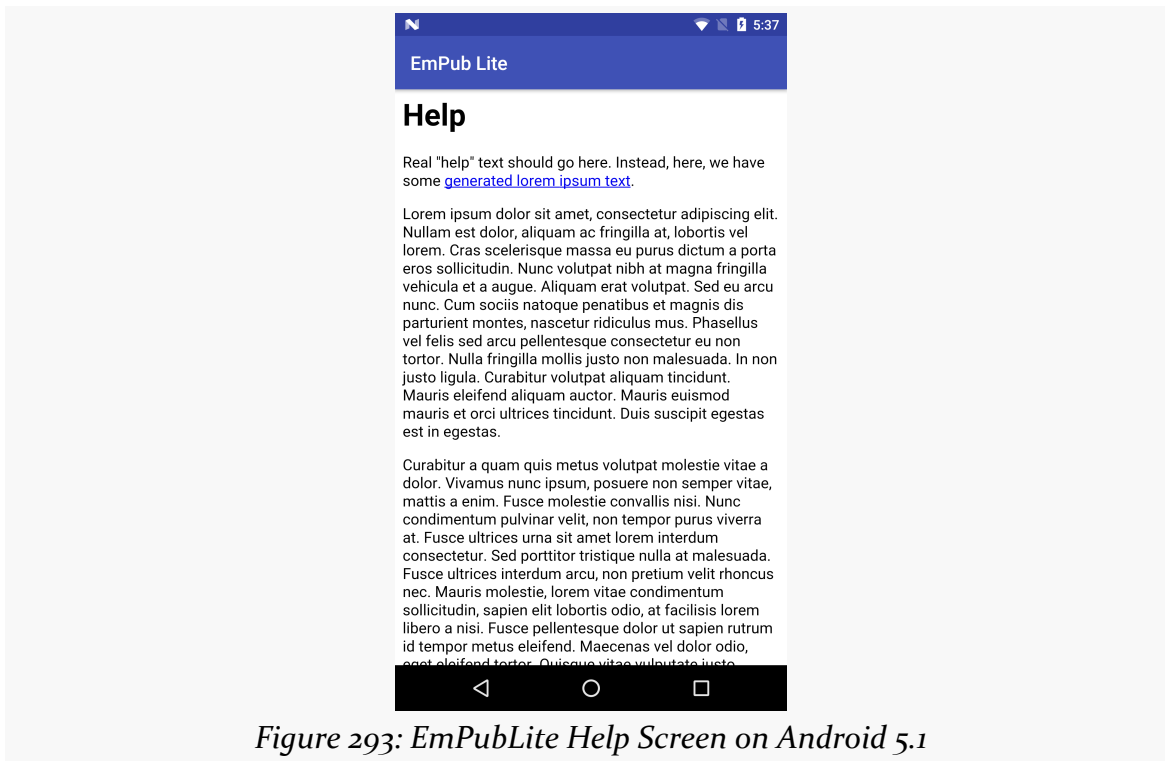 5:37
EmPub Lite
Help
Real "help" text should go here. Instead, here, we have
some generated lorem ipsum text.
Lorem ipsum dolor sit amet, consectetur adipiscing elit.
Nullam est dolor, aliquam ac fringilla at, lobortis vel
lorem. Cras scelerisque massa eu purus dictum a porta
eros sollicitudin. Nunc volutpat nibh at magna fringilla
vehicula et a augue. Aliquam erat volutpat. Sed eu arcu
nunc. Cum sociis natoque penatibus et magnis dis
parturient montes, nascetur ridiculus mus. Phasellus
vel felis sed arcu pellentesque consectetur eu non
tortor. Nulla fringilla mollis justo non malesuada. In non
justo ligula. Curabitur volutpat aliquam tincidunt.
Mauris eleifend aliquam auctor. Mauris euismod
mauris et orci ultrices tincidunt. Duis suscipit egestas
est in egestas.
Curabitur a quam quis metus volutpat molestie vitae a
dolor. Vivamus nunc ipsum, posuere non semper vitae,
mattis a enim. Fusce molestie convallis nisi. Nunc
condimentum pulvinar velit, non tempor purus viverra
at. Fusce ultrices urna sit amet lorem interdum
consectetur. Sed porttitor tristique nulla at malesuada.
Fusce ultrices interdum arcu, non pretium velit rhoncus
nec. Mauris molestie, lorem vitae condimentum
sollicitudin, sapien elit lobortis odio, at facilisis lorem
libero a nisi. Fusce pellentesque dolor ut sapien rutrum
id tempor metus eleifend. Maecenas vel dolor odio,
eget eleifend tortor. Quisque vitae vulputate justo
Figure 293: EmPubLite Help Screen on Android 5.1